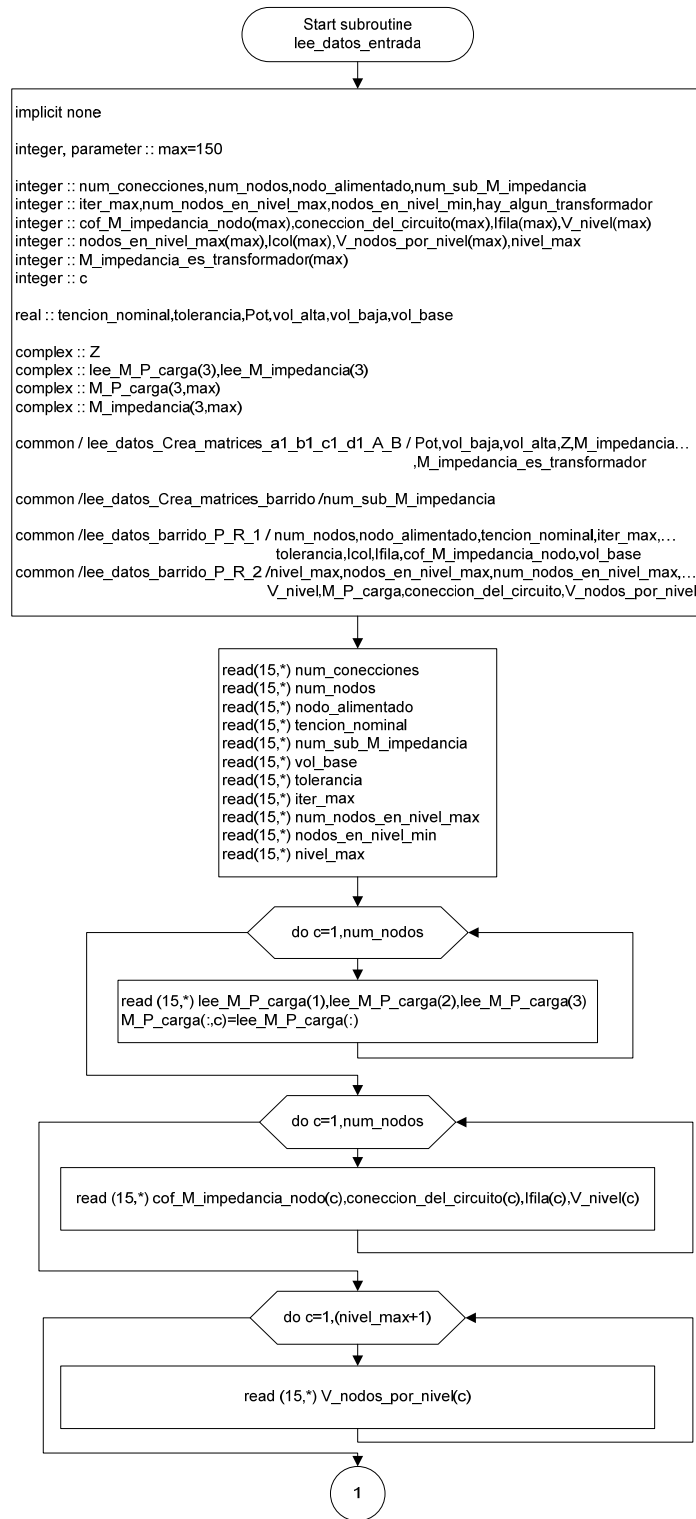 Start subroutine
lee_datos_entrada
implicit none
integer, parameter :: max=150
integer :: num_conecciones,num_nodos,nodo_alimentado,num_sub_M_impedancia
integer :: iter_max,num_nodos_en_nivel_max,nodos_en_nivel_min,hay_algun_transformador
integer :: cof_M_impedancia_nodo(max),coneccion_del_circuito(max),Ifila(max),V_nivel(max)
integer :: nodos_en_nivel_max(max),Icol(max),V_nodos_por_nivel(max),nivel_max
integer :: M_impedancia_es_transformador(max)
integer :: c
real :: tencion_nominal,tolerancia,Pot,vol_alta,vol_baja,vol_base
complex :: Z
complex :: lee_M_P_carga(3),lee_M_impedancia(3)
complex :: M_P_carga(3,max)
complex :: M_impedancia(3,max)
common / lee_datos_Crea_matrices_a1_b1_c1_d1_A_B / Pot,vol_baja,vol_alta,Z,M_impedancia…
,M_impedancia_es_transformador
common /lee_datos_Crea_matrices_barrido /num_sub_M_impedancia
common /lee_datos_barrido_P_R_1 / num_nodos,nodo_alimentado,tencion_nominal,iter_max,…
tolerancia,Icol,Ifila,cof_M_impedancia_nodo,vol_base
common /lee_datos_barrido_P_R_2 /nivel_max,nodos_en_nivel_max,num_nodos_en_nivel_max,…
V_nivel,M_P_carga,coneccion_del_circuito,V_nodos_por_nivel
read(15,*) num_conecciones
read(15,*) num_nodos
read(15,*) nodo_alimentado
read(15,*) tencion_nominal
read(15,*) num_sub_M_impedancia
read(15,*) vol_base
read(15,*) tolerancia
read(15,*) iter_max
read(15,*) num_nodos_en_nivel_max
read(15,*) nodos_en_nivel_min
read(15,*) nivel_max
do c=1,num_nodos
read (15,*) lee_M_P_carga(1),lee_M_P_carga(2),lee_M_P_carga(3)
M_P_carga(:,c)=lee_M_P_carga(:)
do c=1,num_nodos
read (15,*) cof_M_impedancia_nodo(c),coneccion_del_circuito(c),Ifila(c),V_nivel(c)
do c=1,(nivel_max+1)
read (15,*) V_nodos_por_nivel(c)
1